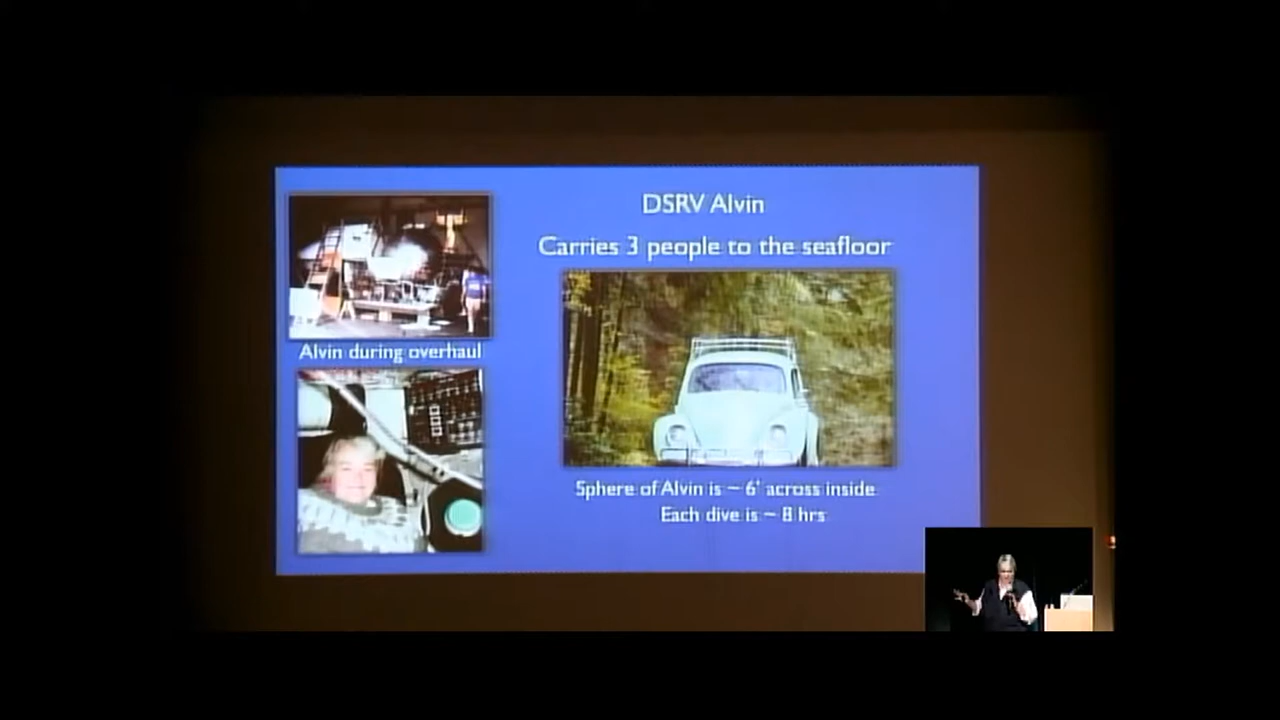 DSRV Alvin
Carries 3 people to the seafloor
Alvin during overhaul
Sphere of Alvin is ~ 6' across inside
Each dive is ~ 8 hrs